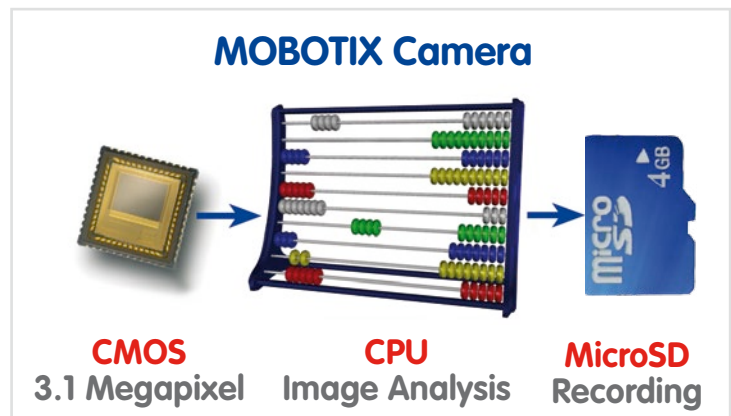 MOBOTIX Camera
4GB
micro
SD
CMOS
3.1 Megapixel
CPU
Image Analysis
MicroSD
Recording